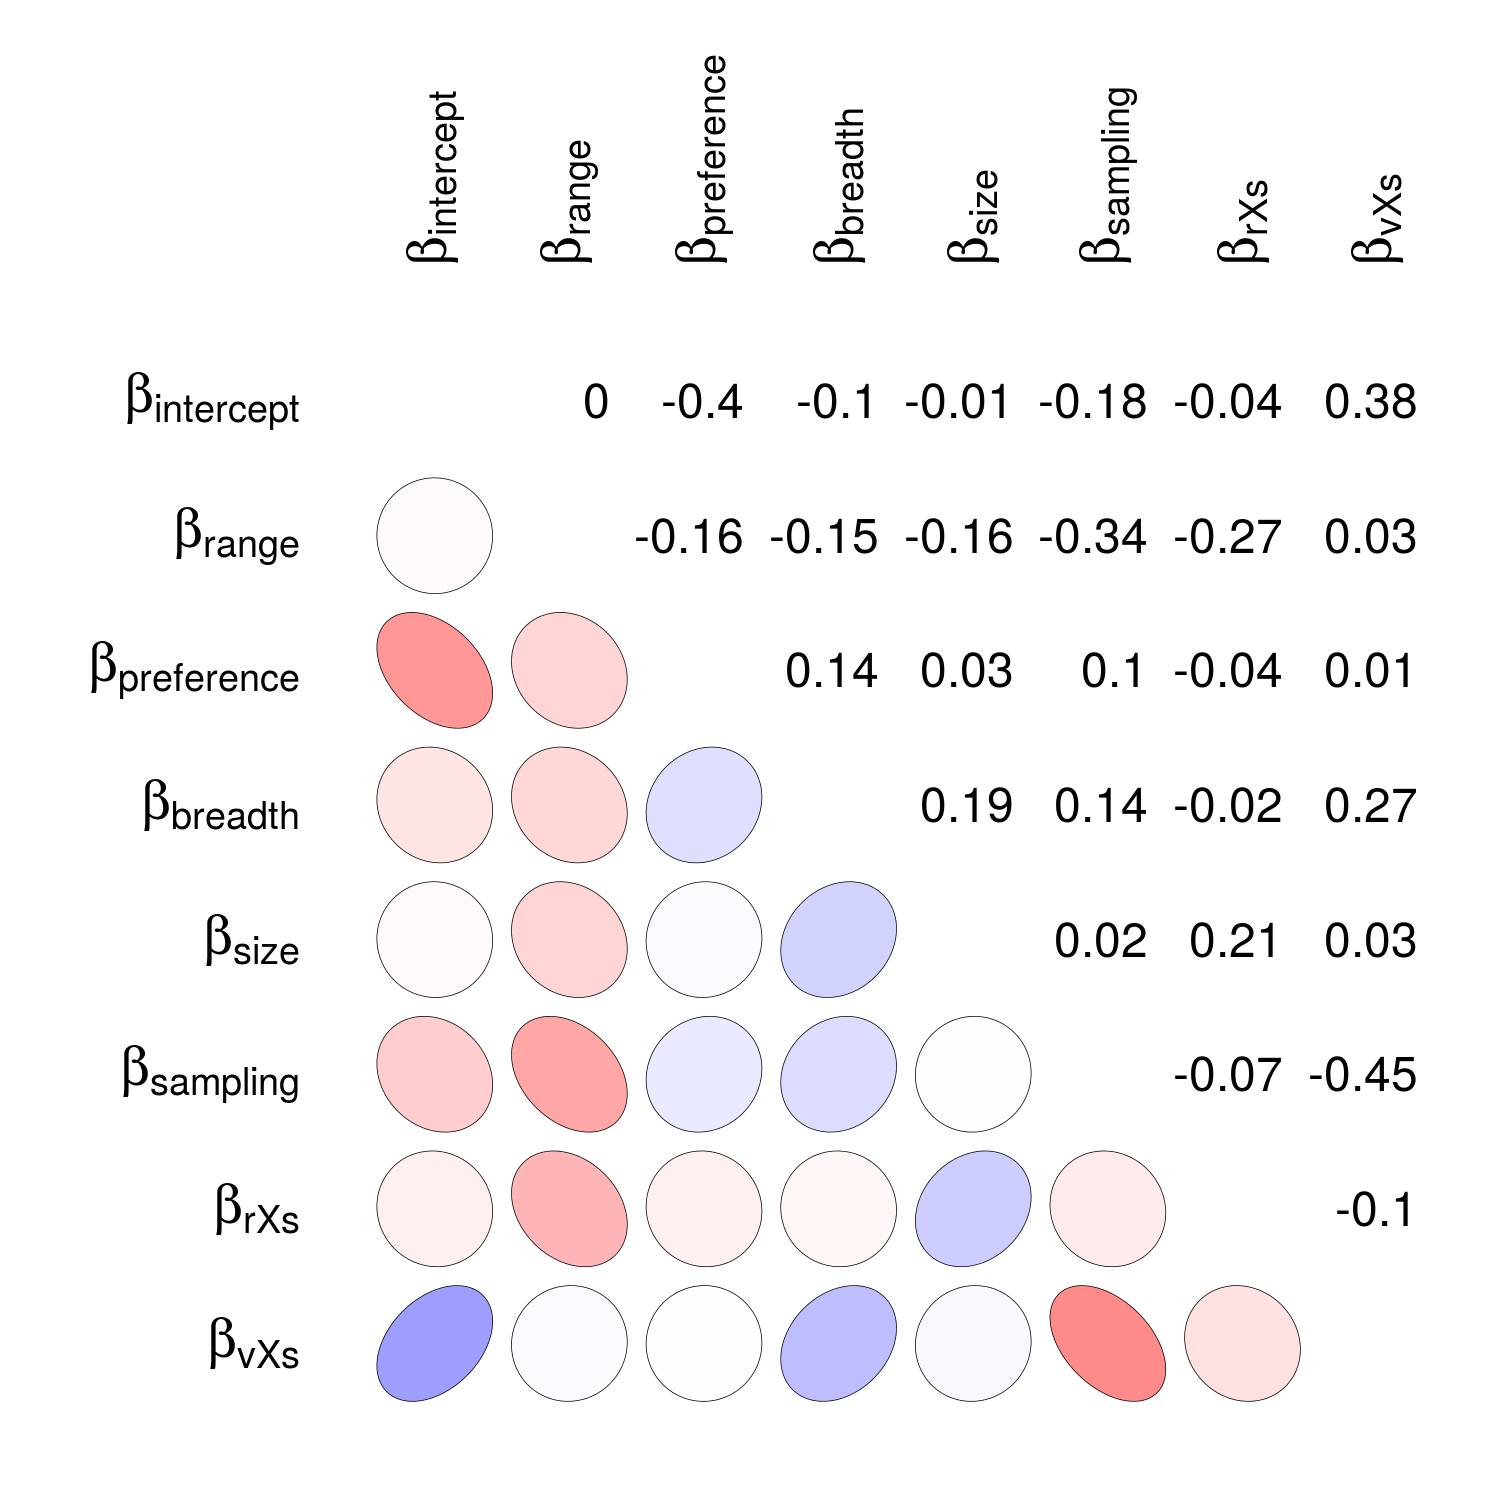 βintercept βrange βpreference βbreadth βsize βsampling βrXs βvXs
βintercept 0 -0.4 -0.1 -0.01 -0.18 -0.04 0.38
βrange -0.16 -0.15 -0.16 -0.34 -0.27 0.03
βpreference 0.14 0.03 0.1 -0.04 0.01
βbreadth 0.19 0.14 -0.02 0.27
βsize 0.02 0.21 0.03
βsampling -0.07 -0.45
βrXs -0.1
βvXs